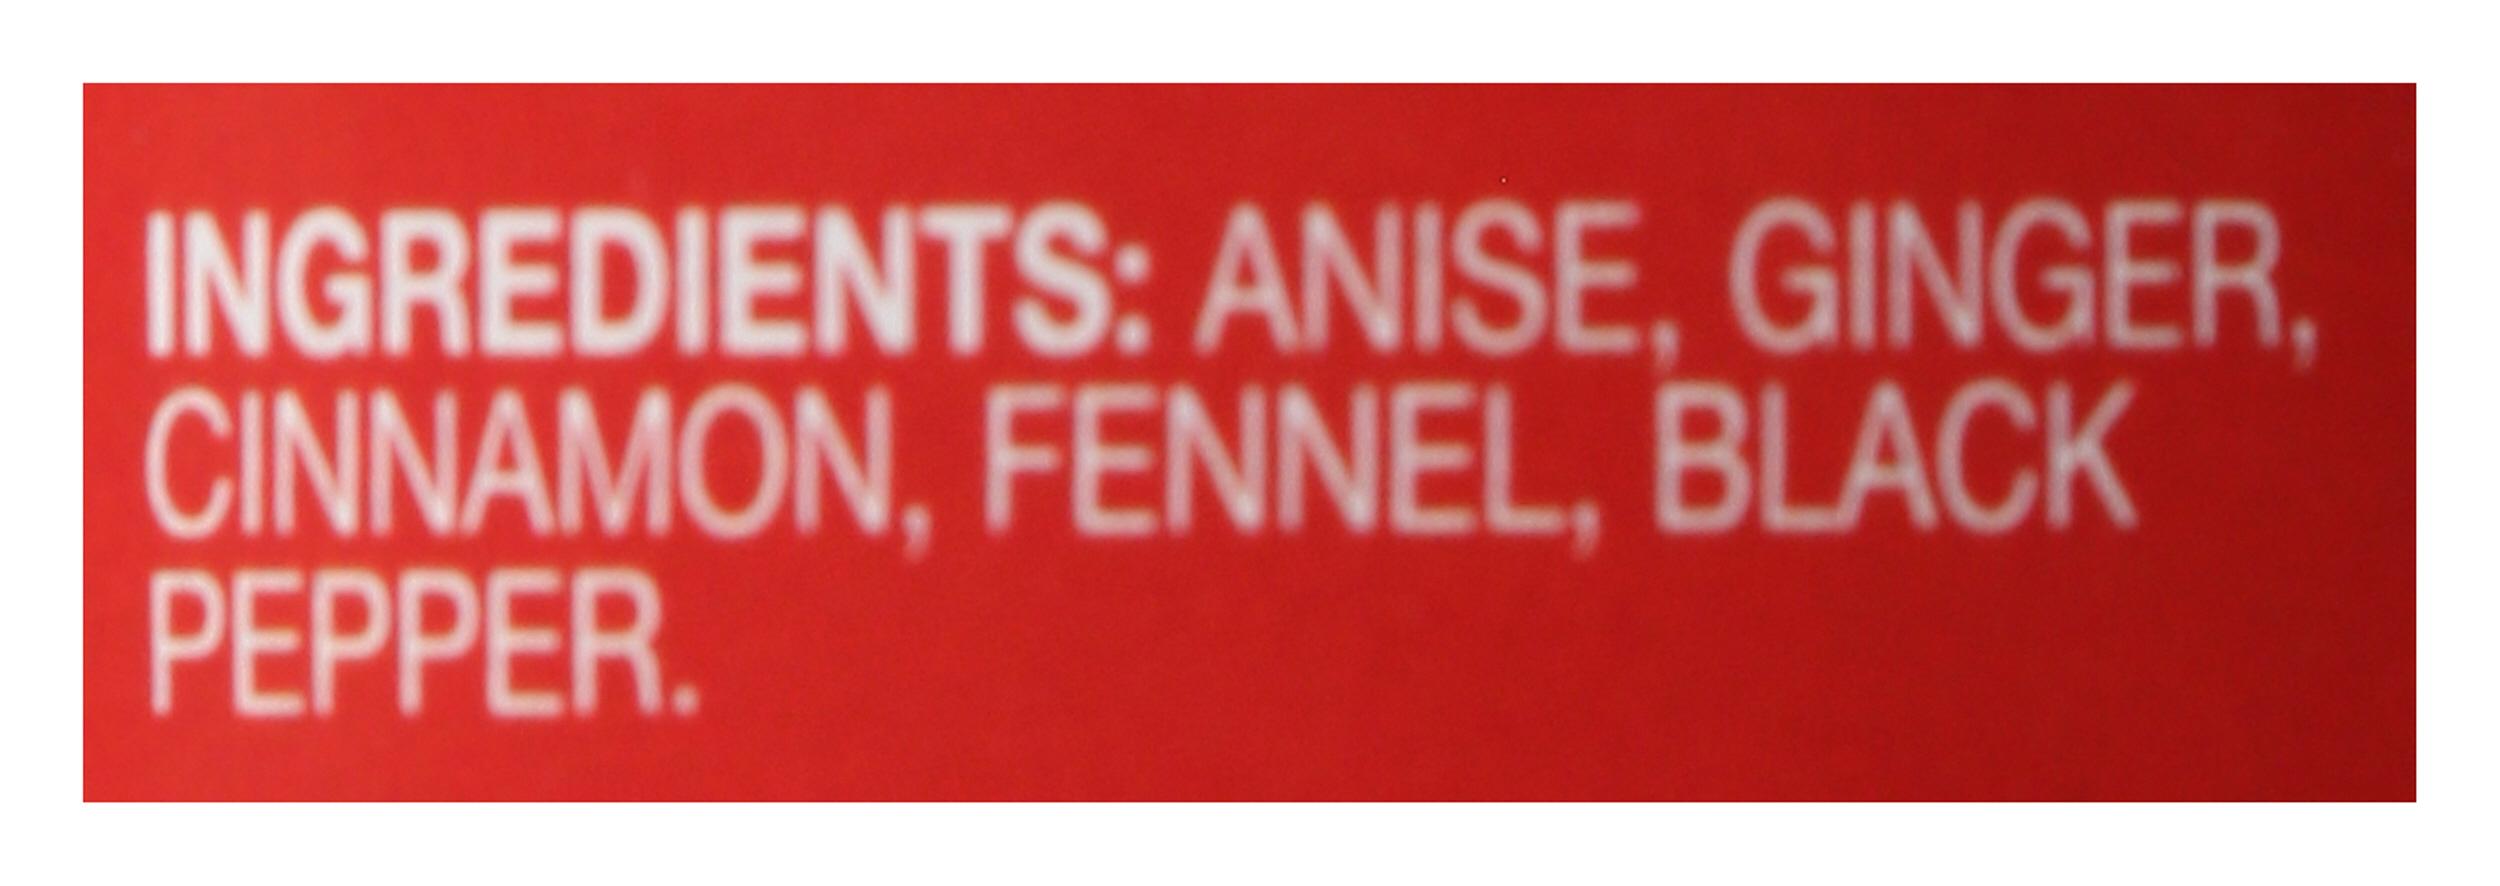 INGREDIENTS: ANISE, GINGER,
CINNAMON, FENNEL, BLACK
PEPPER.